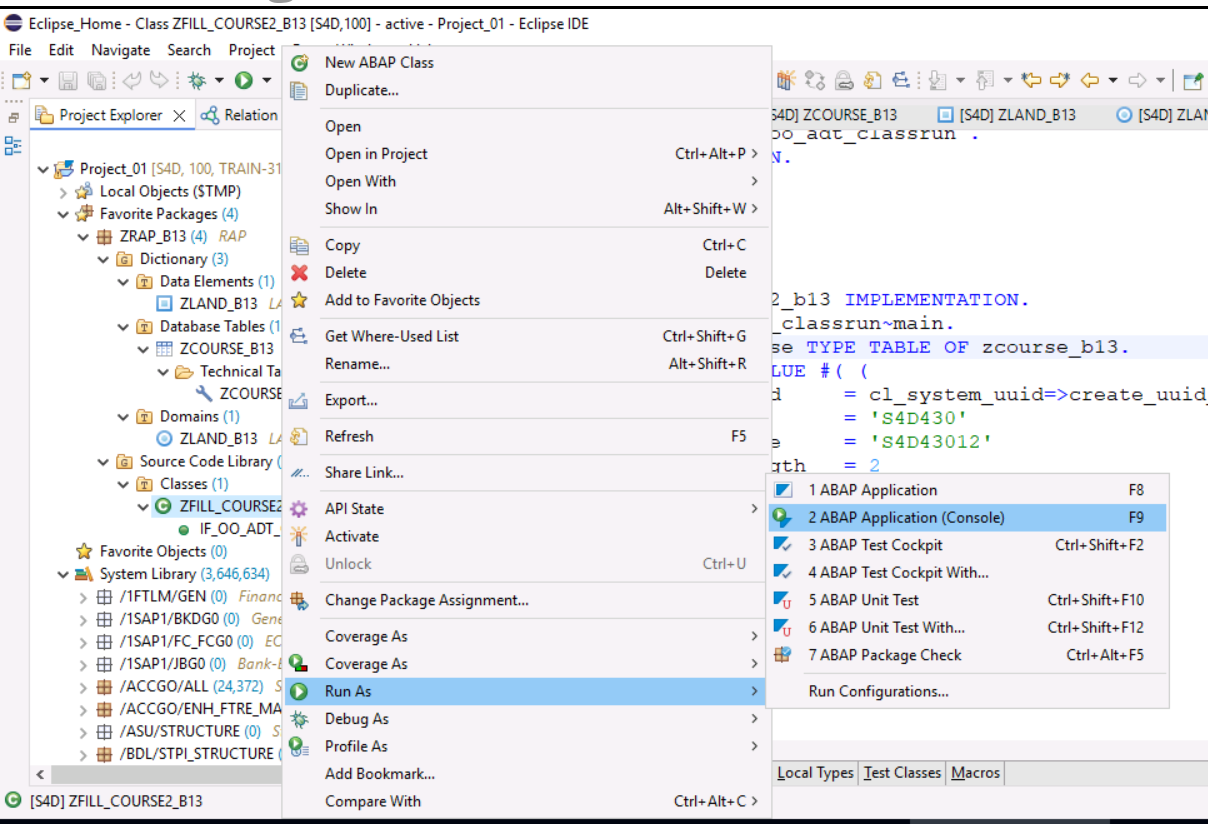 Eclipse_Home - Class ZFILL_COURSE2_B13 [S4D,100] - active - Project_01 - Eclipse IDE
File Edit Navigate Search Project
Project Explorer Relation
Project_01 [S4D, 100, TRAIN-31
Local Objects ($TMP)
Favorite Packages (4)
ZRAP_B13 (4) RAP
Dictionary (3)
Data Elements (1)
ZLAND_B13
Database Tables (1
ZCOURSE_B13
Technical Ta
ZCOURSE
Domains (1)
ZLAND_B13
Source Code Library (
Classes (1)
ZFILL_COURSE2
IF_OO_ADT_
Favorite Objects (0)
System Library (3,646,634)
/1FTLM/GEN (0) Financ
/1SAP1/BKDG0 (0) Gene
/1SAP1/FC_FCG0 (0) EC
/1SAP1/JBG0 (0) Bank-
/ACCGO/ALL (24,372) S
/ACCGO/ENH_FTRE_MA
/ASU/STRUCTURE (0) S
/BDL/STPI_STRUCTURE (
[S4D] ZFILL_COURSE2_B13
New ABAP Class
Duplicate...
Open
Open in Project Ctrl+Alt+P >
Open With >
Show In Alt+Shift+W >
Copy Ctrl+C
Delete Delete
Add to Favorite Objects
Get Where-Used List Ctrl+Shift+G
Rename... Alt+Shift+R
Export...
Refresh F5
Share Link...
API State >
Activate
Unlock Ctrl+U
Change Package Assignment...
Coverage As >
Coverage As >
Run As >
Debug As >
Profile As >
Add Bookmark...
Compare With Ctrl+Alt+C >
S4D] ZCOURSE_B13 [S4D] ZLAND_B13 [S4D] ZLAN
oo_adt_classrun .
N.
2_b13 IMPLEMENTATION.
_classrun~main.
se TYPE TABLE OF zcourse_b13.
LUE #( (
d = cl_system_uuid=>create_uuid_
= 'S4D430'
e = 'S4D43012'
gth = 2
1 ABAP Application F8
2 ABAP Application (Console) F9
3 ABAP Test Cockpit Ctrl+Shift+F2
4 ABAP Test Cockpit With...
5 ABAP Unit Test Ctrl+Shift+F10
6 ABAP Unit Test With... Ctrl+Shift+F12
7 ABAP Package Check Ctrl+Alt+F5
Run Configurations...
Local Types Test Classes Macros